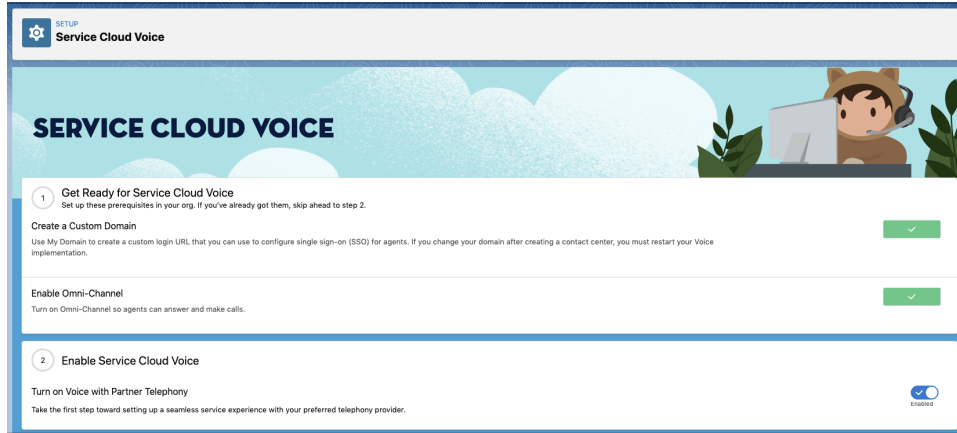 SETUP
Service Cloud Voice
SERVICE CLOUD VOICE
1
Get Ready for Service Cloud Voice
Set up these prerequisites in your org. If you've already got them, skip ahead to step 2.
Create a Custom Domain
Use My Domain to create a custom login URL that you can use to configure single sign-on (SSO) for agents. If you change your domain after creating a contact center, you must restart your Voice
implementation.
Enable Omni-Channel
Turn on Omni-Channel so agents can answer and make calls.
2
Enable Service Cloud Voice
Turn on Voice with Partner Telephony
Enabled
Take the first step toward setting up a seamless service experience with your preferred telephony provider.